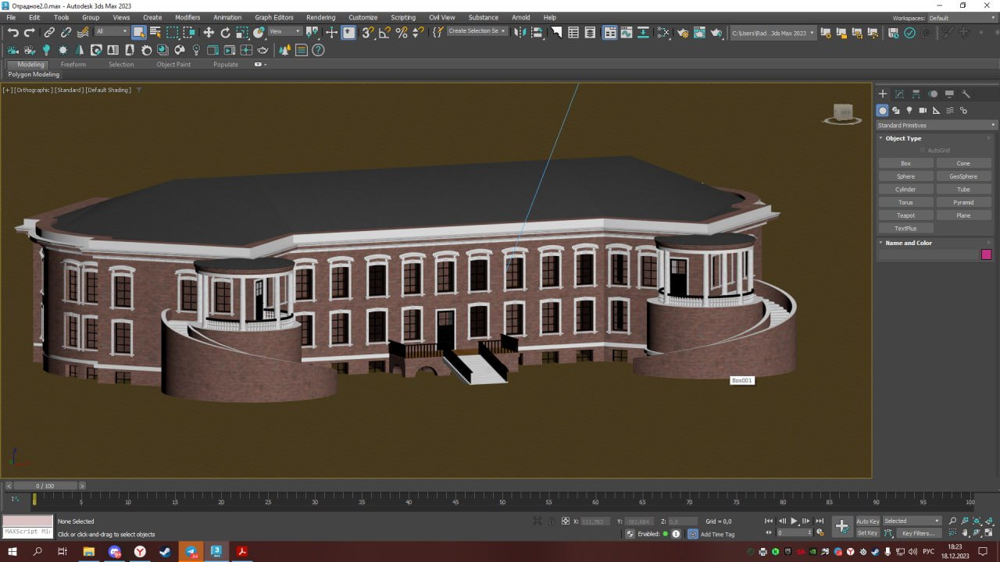 Отрадное2.0.max - Autodesk 3ds Max 2023
File Edit Tools Group Views Create Modifiers Animation Graph Editors Rendering Customize Scripting Civil View Substance Arnold Help
Workspaces: Default
All View Create Selection Se C:\Users\Rad...3ds Max 2023
Modeling Freeform Selection Object Paint Populate
Polygon Modeling
[+] [Orthographic] [Standard] [Default Shading]
Standard Primitives
Object Type
AutoGrid
Box Cone
Sphere GeoSphere
Cylinder Tube
Torus Pyramid
Teapot Plane
TextPlus
Name and Color
Box001
0 / 100
0 5 10 15 20 25 30 35 40 45 50 55 60 65 70 75 80 85 90 95 100
None Selected
X: 111,783 Y: -182,684 Z: 0,0 Grid = 0,0
Auto Key Selected
MAXScript Mi
Click or click-and-drag to select objects
Enabled:
Add Time Tag
0
Set Key Key Filters...
РУС
18:23
18.12.2023